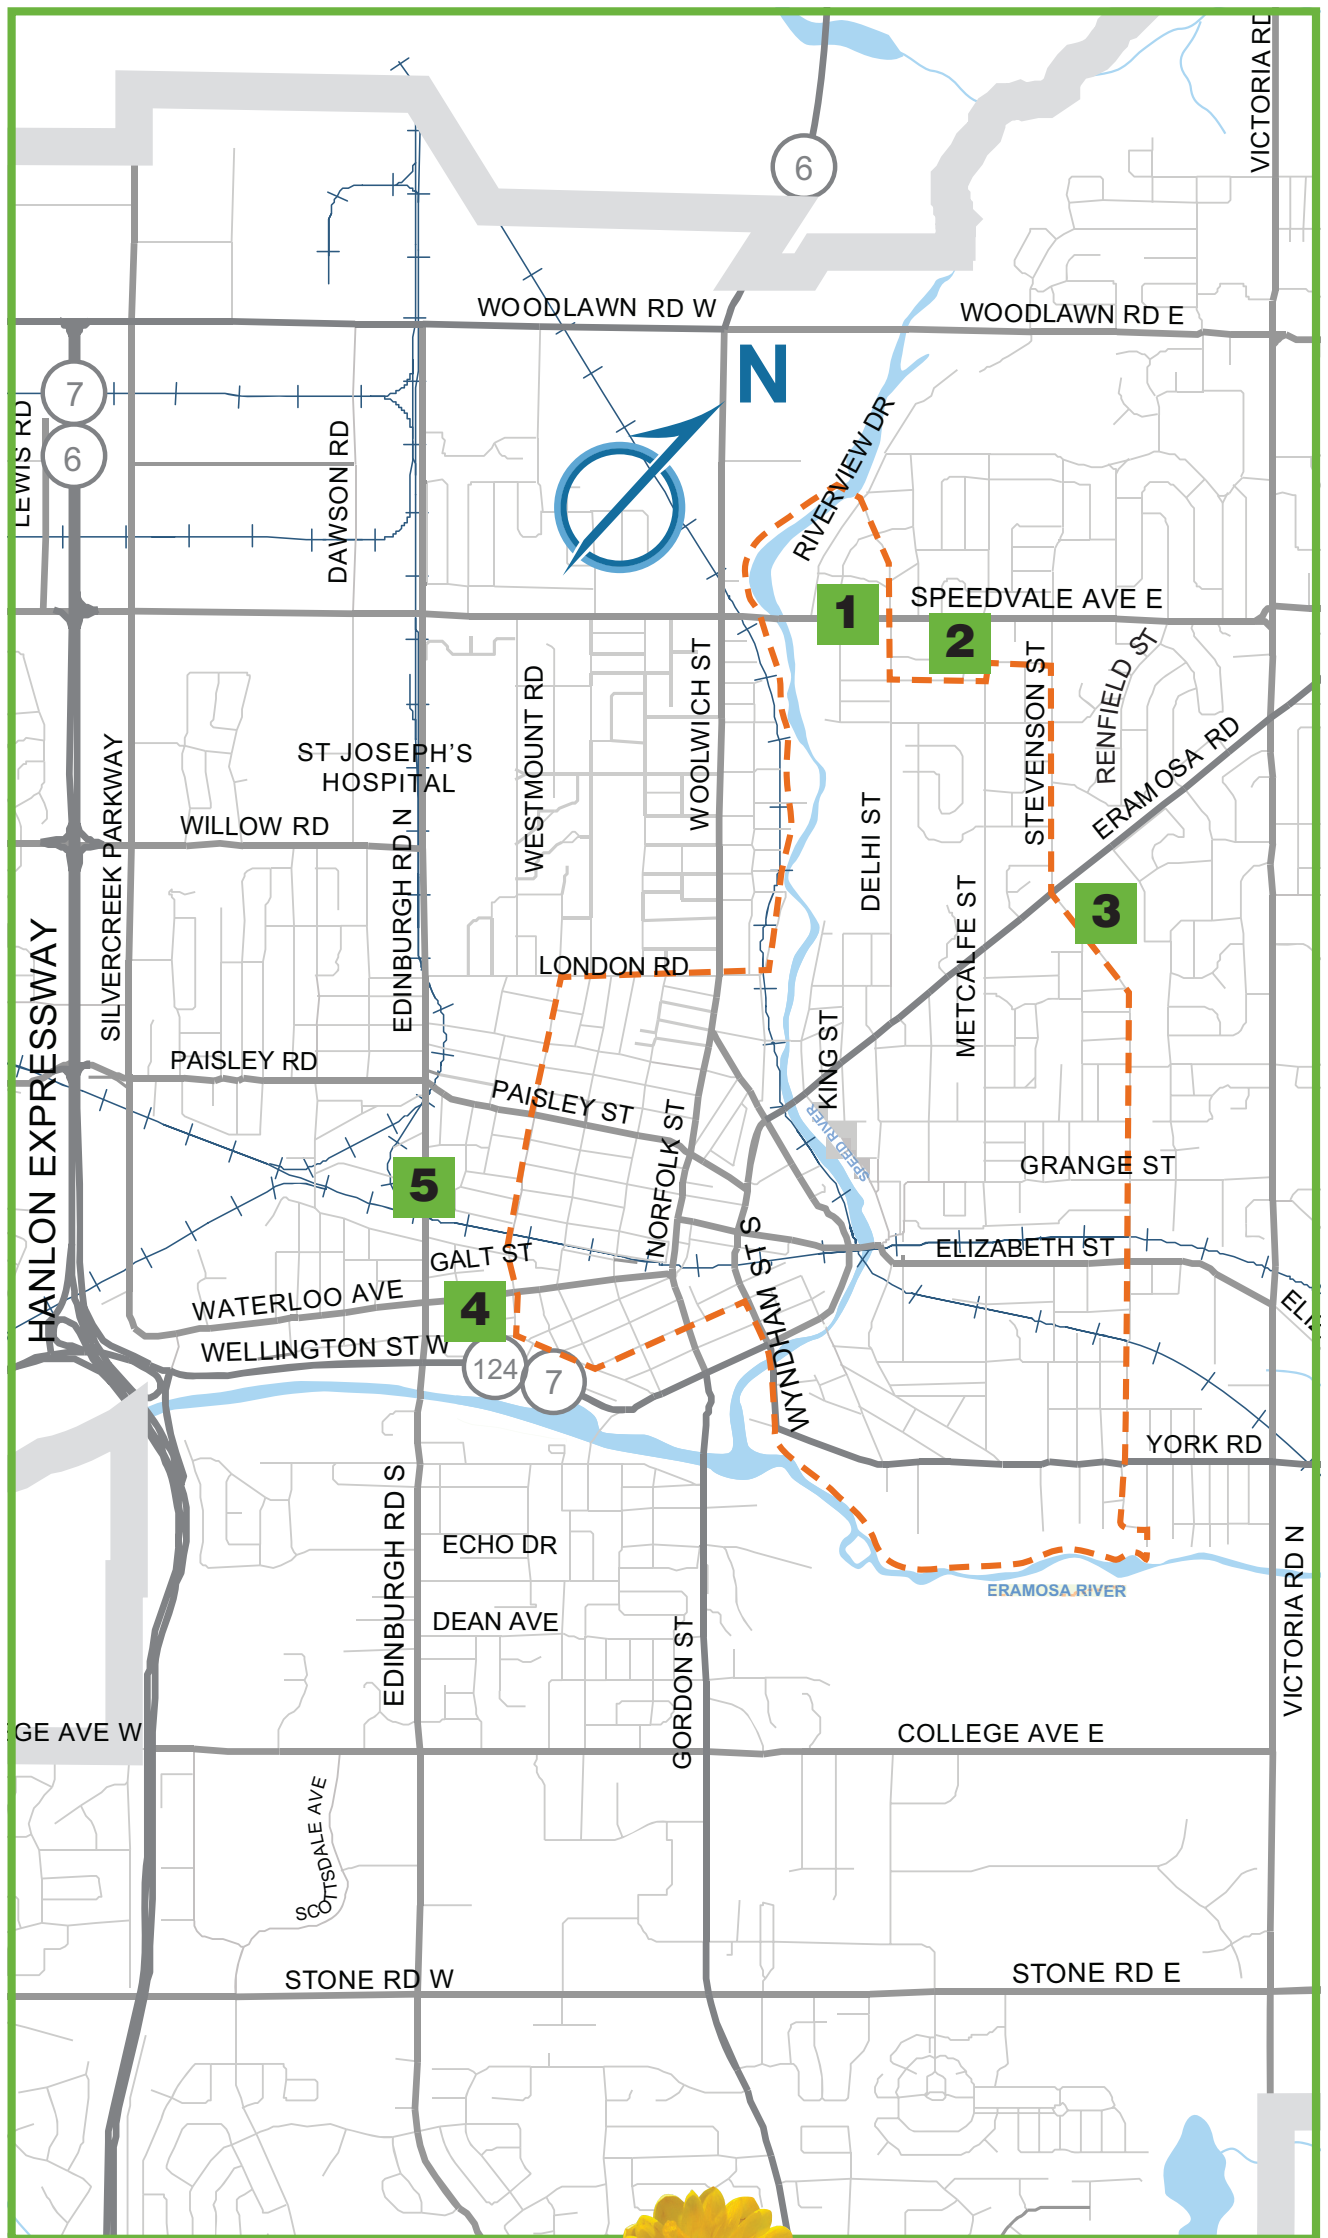 VICTORIA RD
6
WOODLAWN RD W
WOODLAWN RD E
N
7
6
LEWIS RD
DAWSON RD
RIVERVIEW DR
1
SPEEDVALE AVE E
2
STEVENSON ST
REINFIELD ST
ERAMOSA RD
WESTMOUNT RD
WOOLWICH ST
ST JOSEPH'S
HOSPITAL
SILVERCREEK PARKWAY
WILLOW RD
EDINBURGH RD N
DELHI ST
METCALFE ST
3
HANLON EXPRESSWAY
LONDON RD
KING ST
PAISLEY RD
PAISLEY ST
NORFOLK ST
SPEED RIVER
GRANGE ST
5
GALT ST
WYNDHAM ST S
ELIZABETH ST
WATERLOO AVE
4
ELIZ
WELLINGTON ST W
124
7
YORK RD
EDINBURGH RD S
ECHO DR
ERAMOSA RIVER
DEAN AVE
GORDON ST
VICTORIA RD N
GE AVE W
COLLEGE AVE E
SCOTTSDALE AVE
STONE RD W
STONE RD E